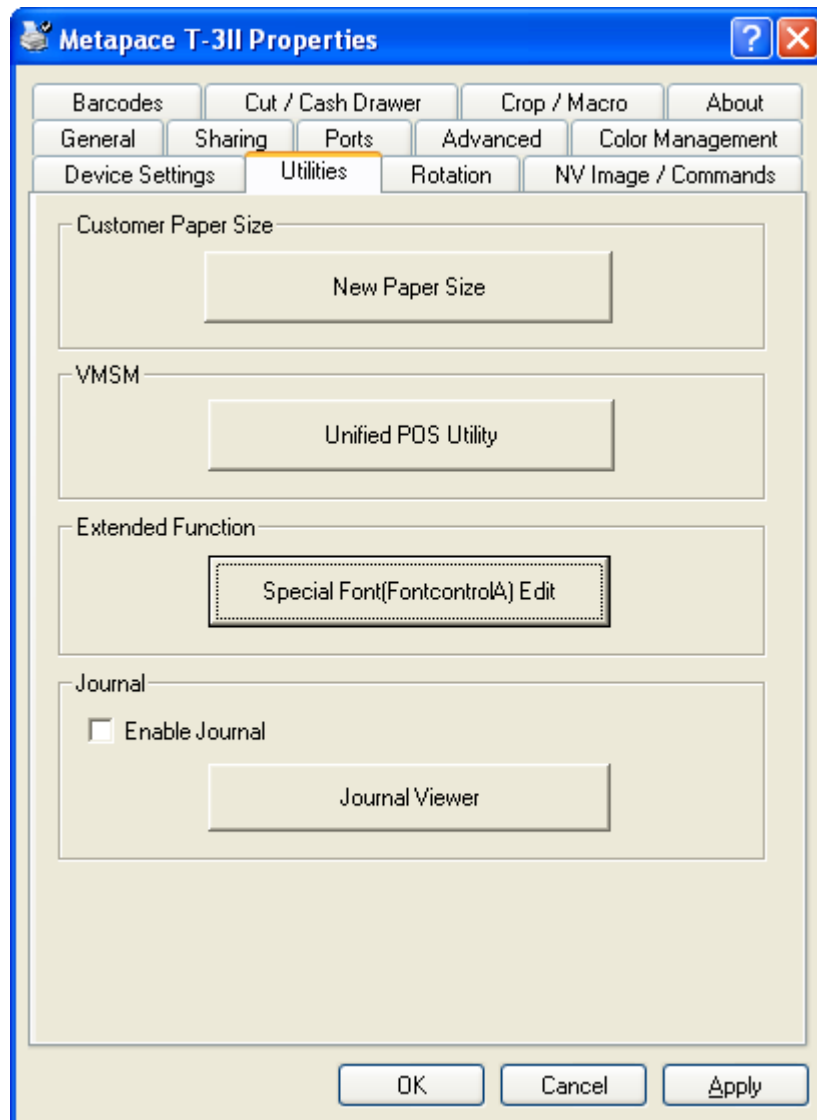 Metapace T-3II Properties
Barcodes Cut / Cash Drawer Crop / Macro About
General Sharing Ports Advanced Color Management
Device Settings Utilities Rotation NV Image / Commands
Customer Paper Size
New Paper Size
VMSM
Unified POS Utility
Extended Function
Special Font(FontcontrolA) Edit
Journal
Enable Journal
Journal Viewer
OK Cancel Apply